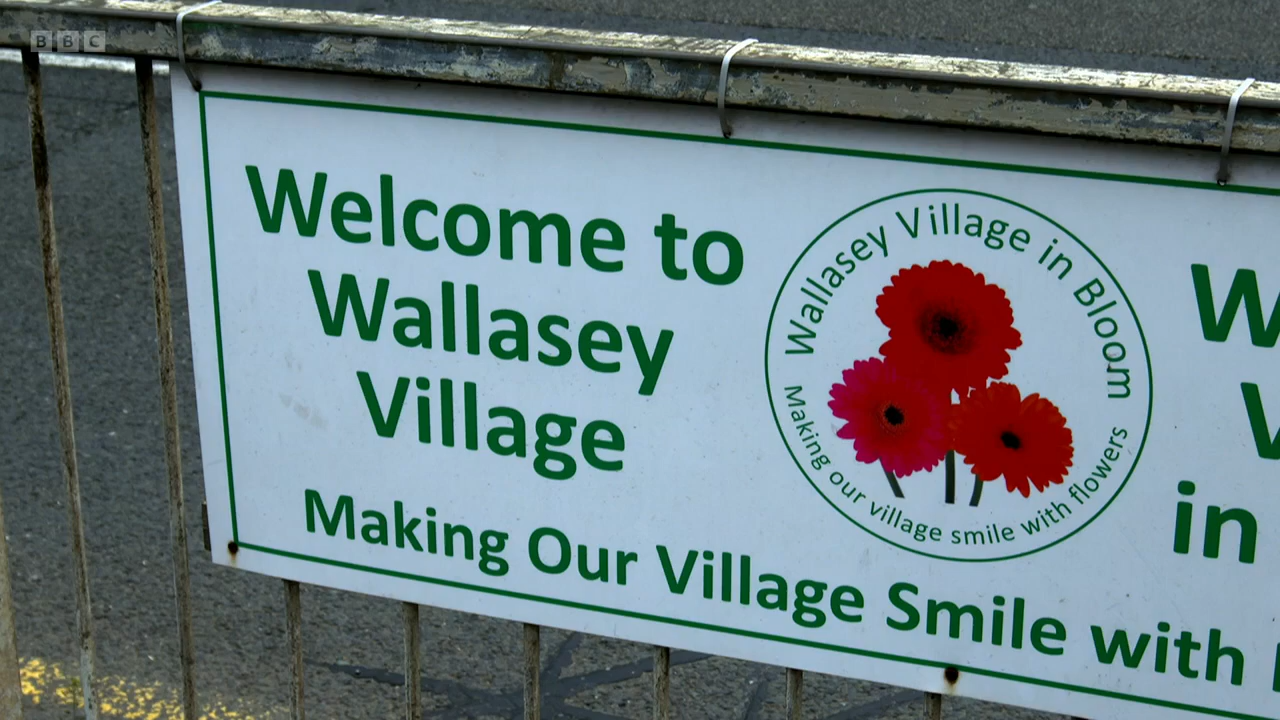 BBC
Welcome to
Wallasey
Village
Making Our Village Smile with
Wallasey Village in Bloom
Making our village smile with flowers
in